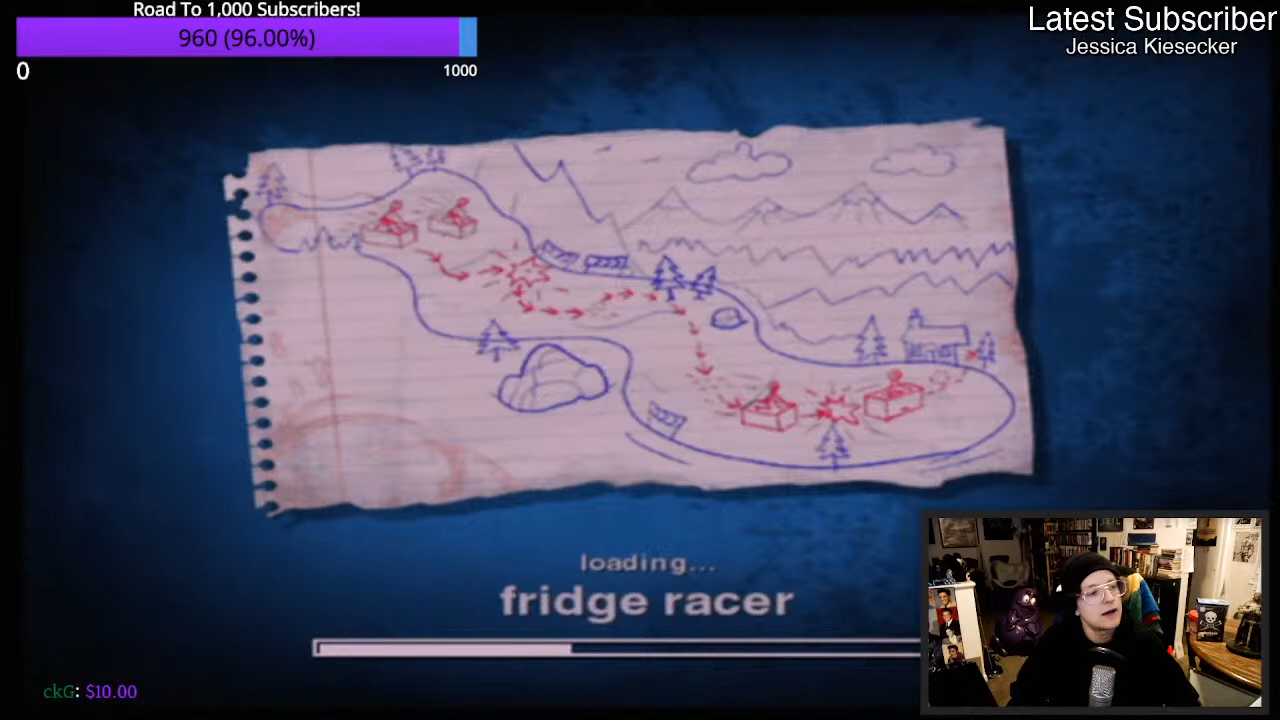 Road To 1,000 Subscribers!
960 (96.00%)
0
1000
Latest Subscriber
Jessica Kiesecker
loading...
fridge racer
ckG: $10.00